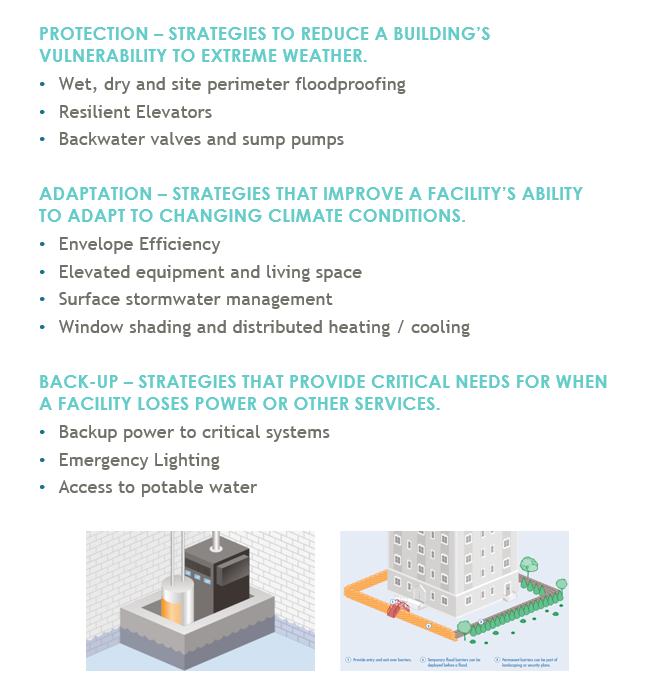 PROTECTION – STRATEGIES TO REDUCE A BUILDING'S
VULNERABILITY TO EXTREME WEATHER.
• Wet, dry and site perimeter floodproofing
• Resilient Elevators
• Backwater valves and sump pumps
ADAPTATION – STRATEGIES THAT IMPROVE A FACILITY'S ABILITY
TO ADAPT TO CHANGING CLIMATE CONDITIONS.
• Envelope Efficiency
• Elevated equipment and living space
• Surface stormwater management
• Window shading and distributed heating / cooling
BACK-UP – STRATEGIES THAT PROVIDE CRITICAL NEEDS FOR WHEN
A FACILITY LOSES POWER OR OTHER SERVICES.
• Backup power to critical systems
• Emergency Lighting
• Access to potable water
1 Provide entry and exit over barriers.
2 Temporary flood barriers can be
deployed before a flood.
3 Permanent barriers can be part of
landscaping or security plans.